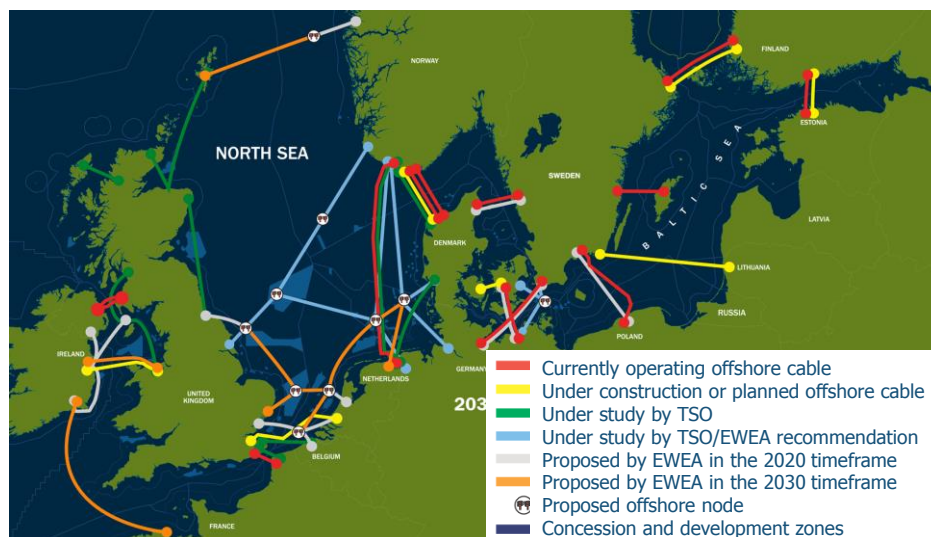 FINLAND
NORWAY
ESTONIA
NORTH SEA
SWEDEN
BALTIC SEA
LATVIA
DENMARK
LITHUANIA
RUSSIA
POLAND
IRELAND
UNITED
KINGDOM
NETHERLANDS
GERMANY
203
BELGIUM
FRANCE
Currently operating offshore cable
Under construction or planned offshore cable
Under study by TSO
Under study by TSO/EWEA recommendation
Proposed by EWEA in the 2020 timeframe
Proposed by EWEA in the 2030 timeframe
Proposed offshore node
Concession and development zones